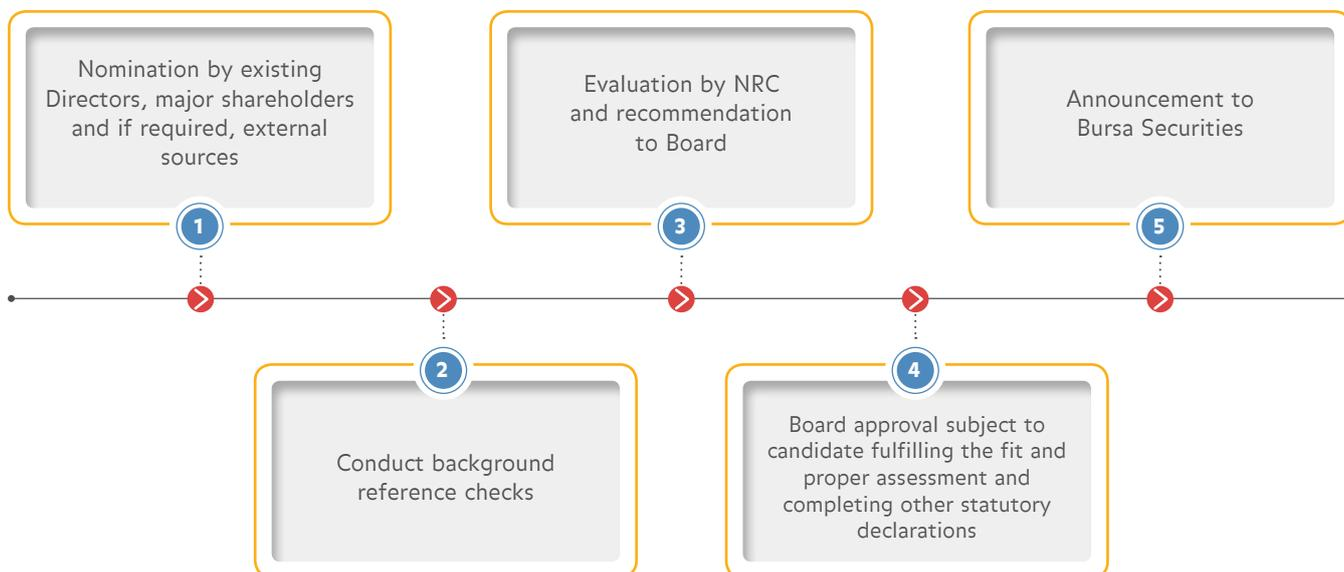 Nomination by existing
Directors, major shareholders
and if required, external
sources
1
2
Conduct background
reference checks
Evaluation by NRC
and recommendation
to Board
3
4
Board approval subject to
candidate fulfilling the fit and
proper assessment and
completing other statutory
declarations
Announcement to
Bursa Securities
5